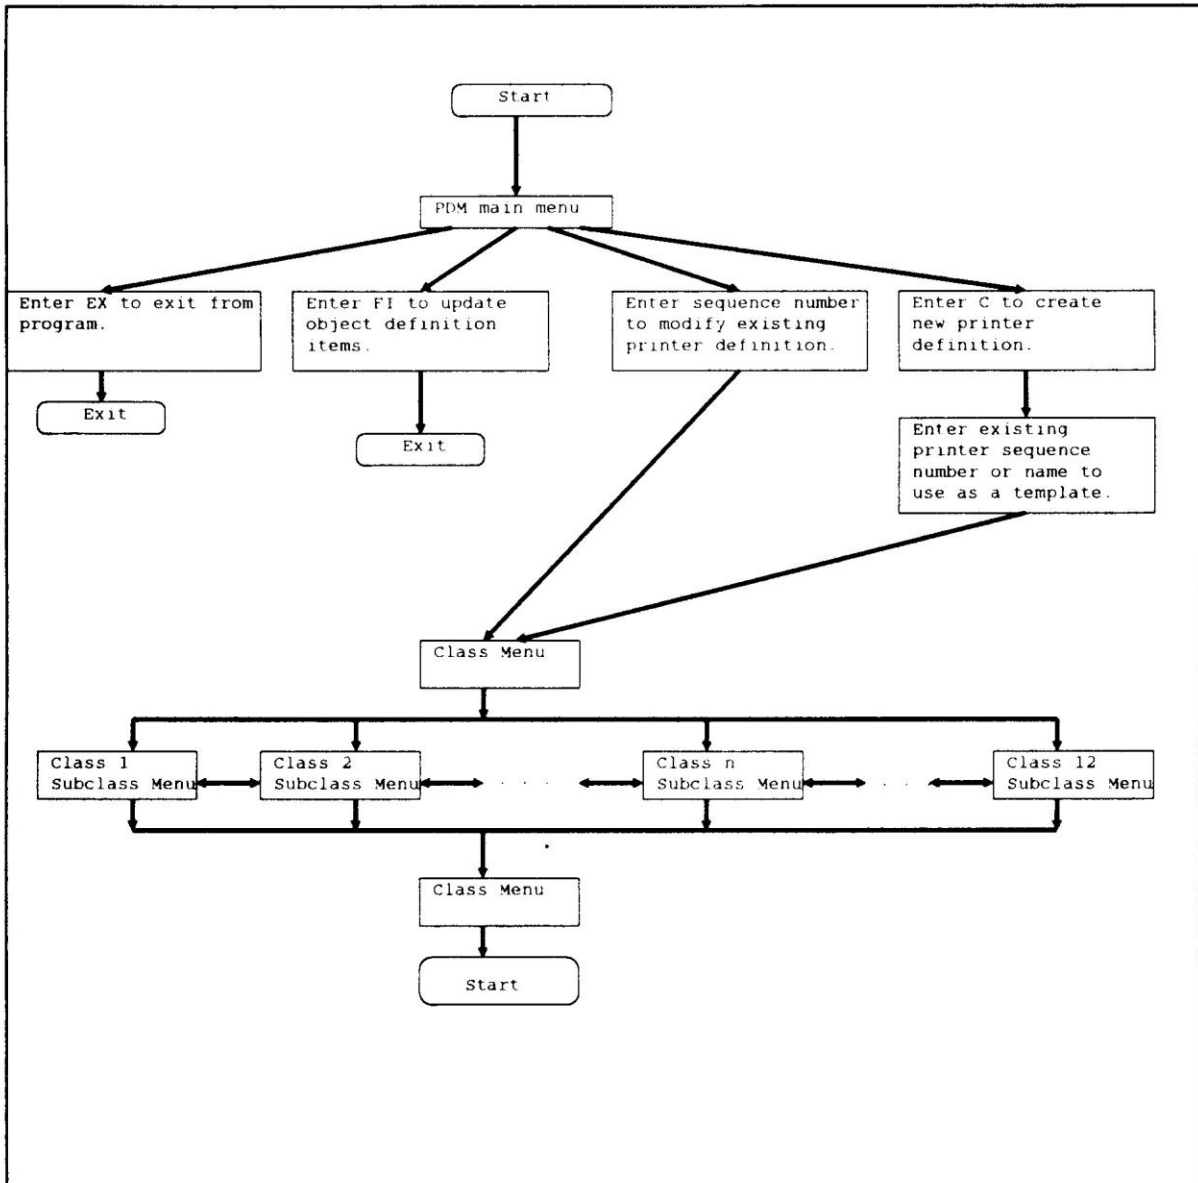 Start
PDM main menu
Enter EX to exit from
program.
Enter FI to update
object definition
items.
Enter sequence number
to modify existing
printer definition.
Enter C to create
new printer
definition.
Exit
Exit
Enter existing
printer sequence
number or name to
use as a template.
Class Menu
Class 1
Subclass Menu
Class 2
Subclass Menu
. . .
Class n
Subclass Menu
. . .
Class 12
Subclass Menu
Class Menu
Start